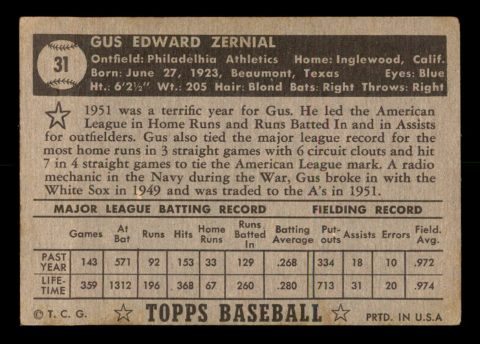 31
GUS EDWARD ZERNIAL
Outfield: Philadelphia Athletics Home: Inglewood, Calif.
Born: June 27, 1923, Beaumont, Texas Eyes: Blue
Ht.: 6'2½" Wt.: 205 Hair: Blond Bats: Right Throws: Right
1951 was a terrific year for Gus. He led the American
League in Home Runs and Runs Batted In and in Assists
for outfielders. Gus also tied the major league record for the
most home runs in 3 straight games with 6 circuit clouts and hit
7 in 4 straight games to tie the American League mark. A radio
mechanic in the Navy during the War, Gus broke in with the
White Sox in 1949 and was traded to the A's in 1951.
MAJOR LEAGUE BATTING RECORD FIELDING RECORD
Games At Bat Runs Hits Home Runs Runs Batted In Batting Average Put-outs Assists Errors Field. Avg.
PAST YEAR 143 571 92 153 33 129 .268 334 18 10 .972
LIFE-TIME 359 1312 196 368 67 260 .280 713 31 20 .974
© T. C. G. TOPPS BASEBALL PRTD. IN U.S.A